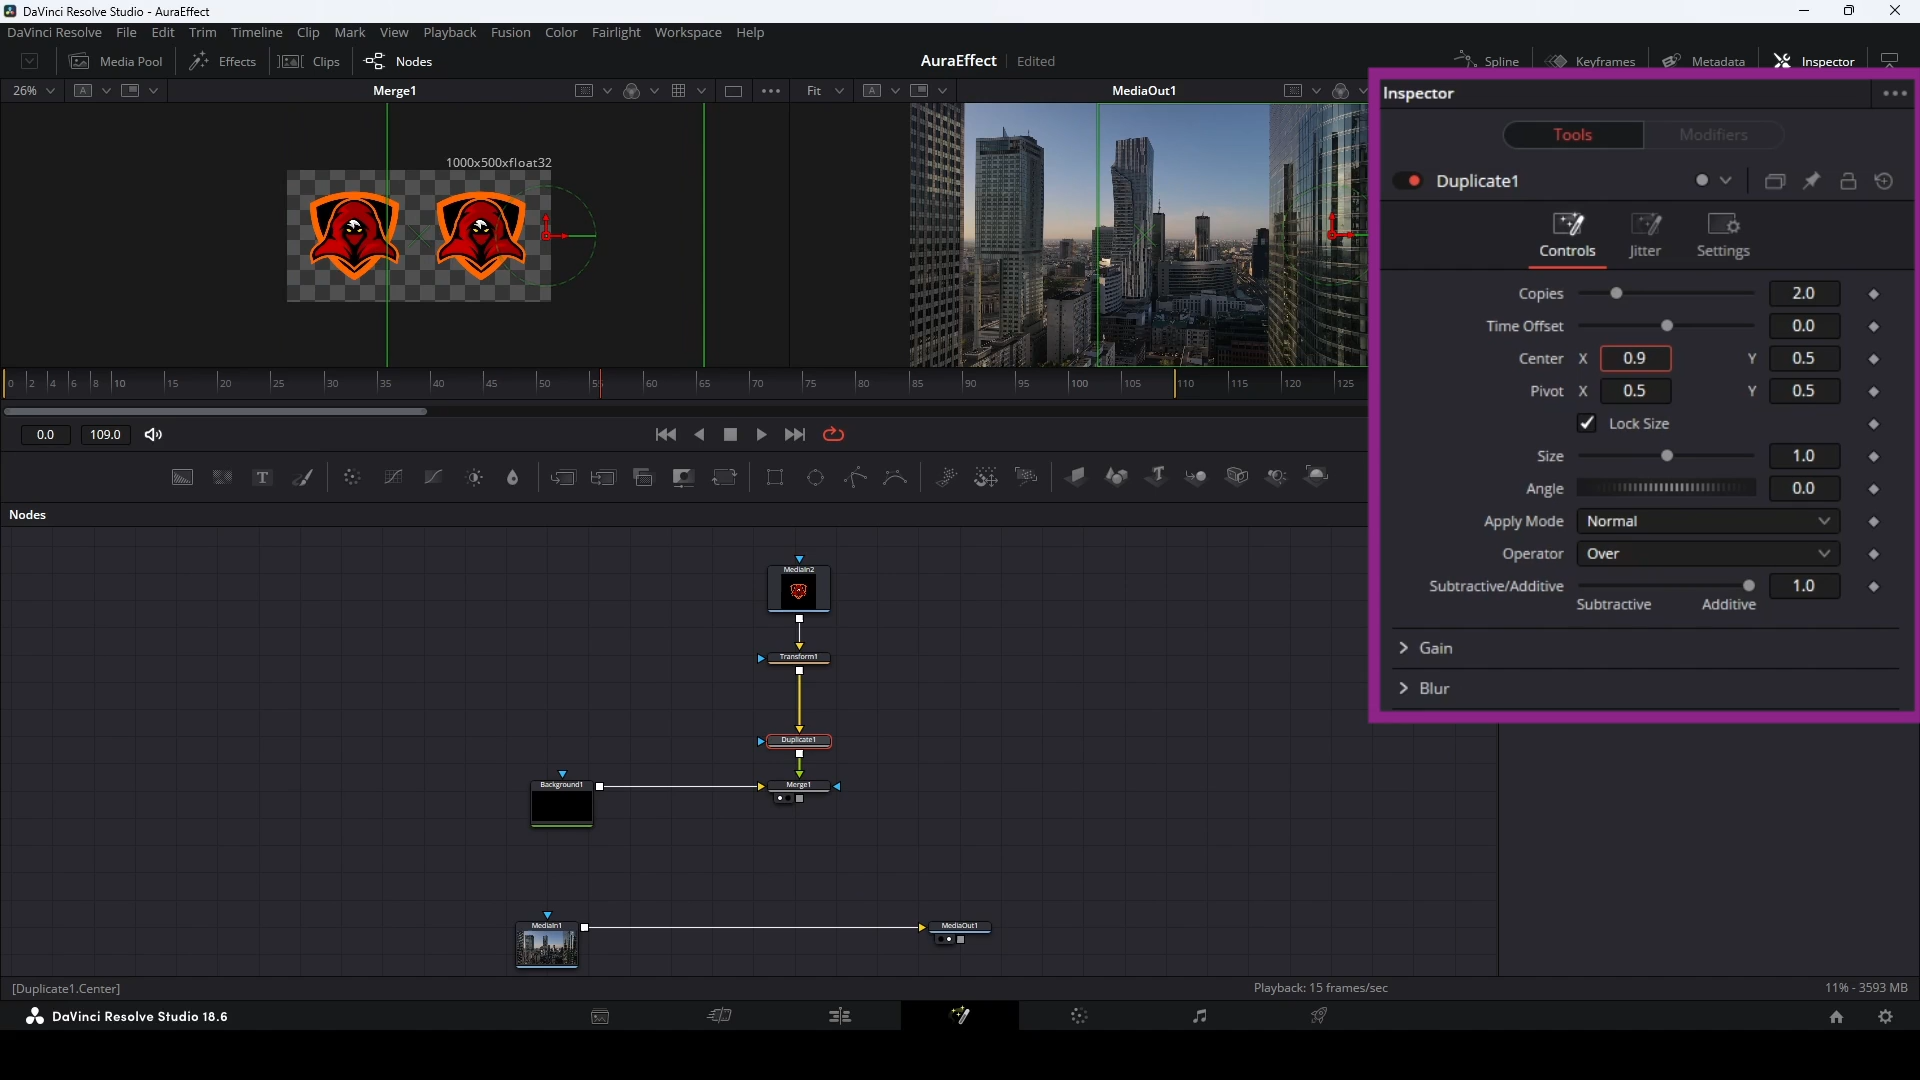 DaVinci Resolve Studio - AuraEffect
DaVinci Resolve File Edit Trim Timeline Clip Mark View Playback Fusion Color Fairlight Workspace Help
Media Pool Effects Clips Nodes AuraEffect Edited Spline Keyframes Metadata Inspector
26% A Merge1 Fit A MediaOut1
Inspector
Tools Modifiers
1000x500xfloat32
Duplicate1
Controls Jitter Settings
Copies 2.0
Time Offset 0.0
Center X 0.9 Y 0.5
Pivot X 0.5 Y 0.5
Lock Size
Size 1.0
Angle 0.0
Apply Mode Normal
Operator Over
Subtractive/Additive 1.0
Subtractive Additive
Gain
Blur
0 2 4 6 8 10 15 20 25 30 35 40 45 50 55 60 65 70 75 80 85 90 95 100 105 110 115 120 125
0.0 109.0
T T
Nodes
MediaIn2
Transform1
Duplicate1
Background1 Merge1
MediaIn1 MediaOut1
[Duplicate1.Center] Playback: 15 frames/sec 11% - 3593 MB
DaVinci Resolve Studio 18.6